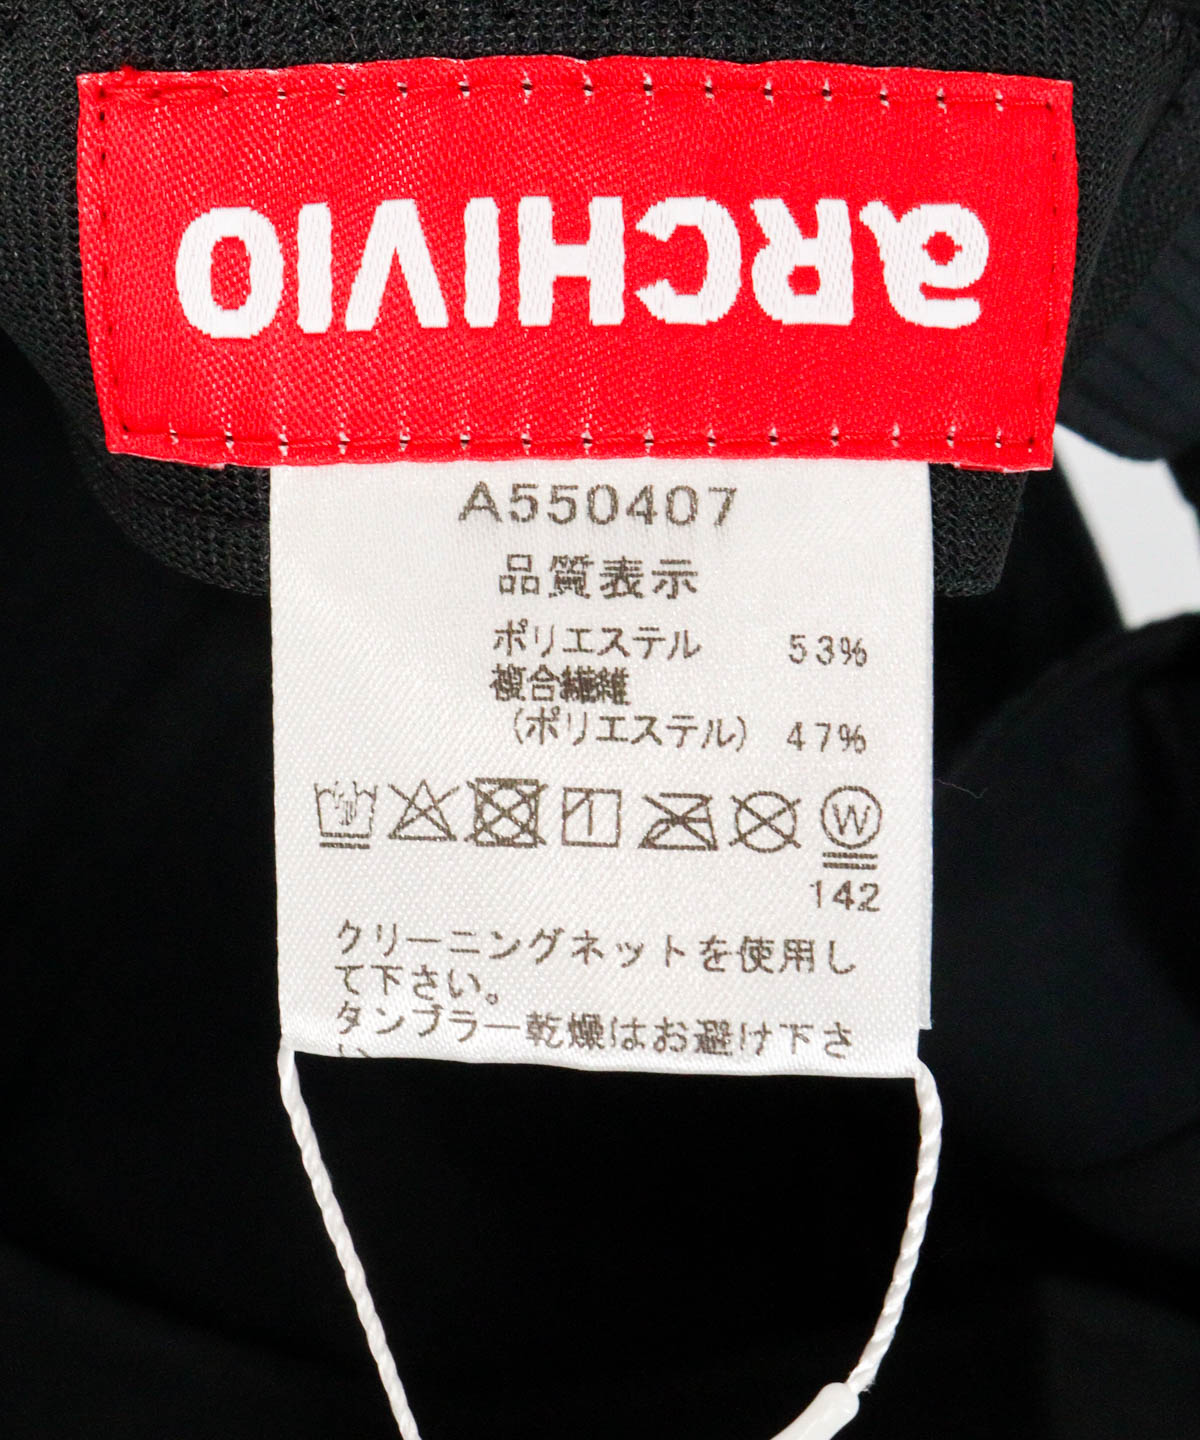 aRCHIVIO
A550407
品質表示
ポリエステル 53%
複合繊維
(ポリエステル) 47%
W
142
クリーニングネットを使用し
て下さい。
タンブラー乾燥はお避け下さ